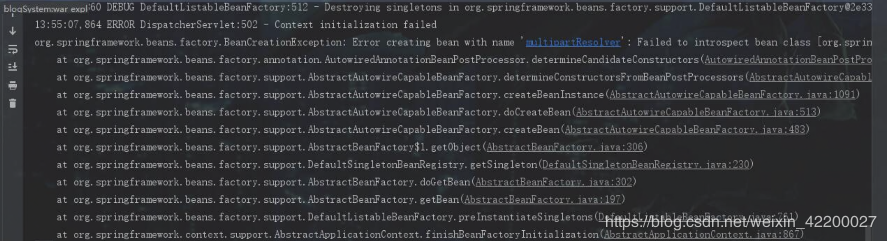 blogSystem:war expl
60 DEBUG DefaultListableBeanFactory:512 - Destroying singletons in org.springframework.beans.factory.support.DefaultListableBeanFactory@2e33
13:55:07,864 ERROR DispatcherServlet:502 - Context initialization failed
org.springframework.beans.factory.BeanCreationException: Error creating bean with name 'multipartResolver': Failed to introspect bean class [org.sprin
at org.springframework.beans.factory.annotation.AutowiredAnnotationBeanPostProcessor.determineCandidateConstructors(AutowiredAnnotationBeanPostPro
at org.springframework.beans.factory.support.AbstractAutowireCapableBeanFactory.determineConstructorsFromBeanPostProcessors(AbstractAutowireCapabl
at org.springframework.beans.factory.support.AbstractAutowireCapableBeanFactory.createBeanInstance(AbstractAutowireCapableBeanFactory.java:1091)
at org.springframework.beans.factory.support.AbstractAutowireCapableBeanFactory.doCreateBean(AbstractAutowireCapableBeanFactory.java:513)
at org.springframework.beans.factory.support.AbstractAutowireCapableBeanFactory.createBean(AbstractAutowireCapableBeanFactory.java:483)
at org.springframework.beans.factory.support.AbstractBeanFactory$1.getObject(AbstractBeanFactory.java:306)
at org.springframework.beans.factory.support.DefaultSingletonBeanRegistry.getSingleton(DefaultSingletonBeanRegistry.java:230)
at org.springframework.beans.factory.support.AbstractBeanFactory.doGetBean(AbstractBeanFactory.java:302)
at org.springframework.beans.factory.support.AbstractBeanFactory.getBean(AbstractBeanFactory.java:197)
at org.springframework.beans.factory.support.DefaultListableBeanFactory.preInstantiateSingletons(DefaultListableBeanFactory.java:761)
at org.springframework.context.support.AbstractApplicationContext.finishBeanFactoryInitialization(AbstractApplicationContext.java:867)
https://blog.csdn.net/weixin_42200027